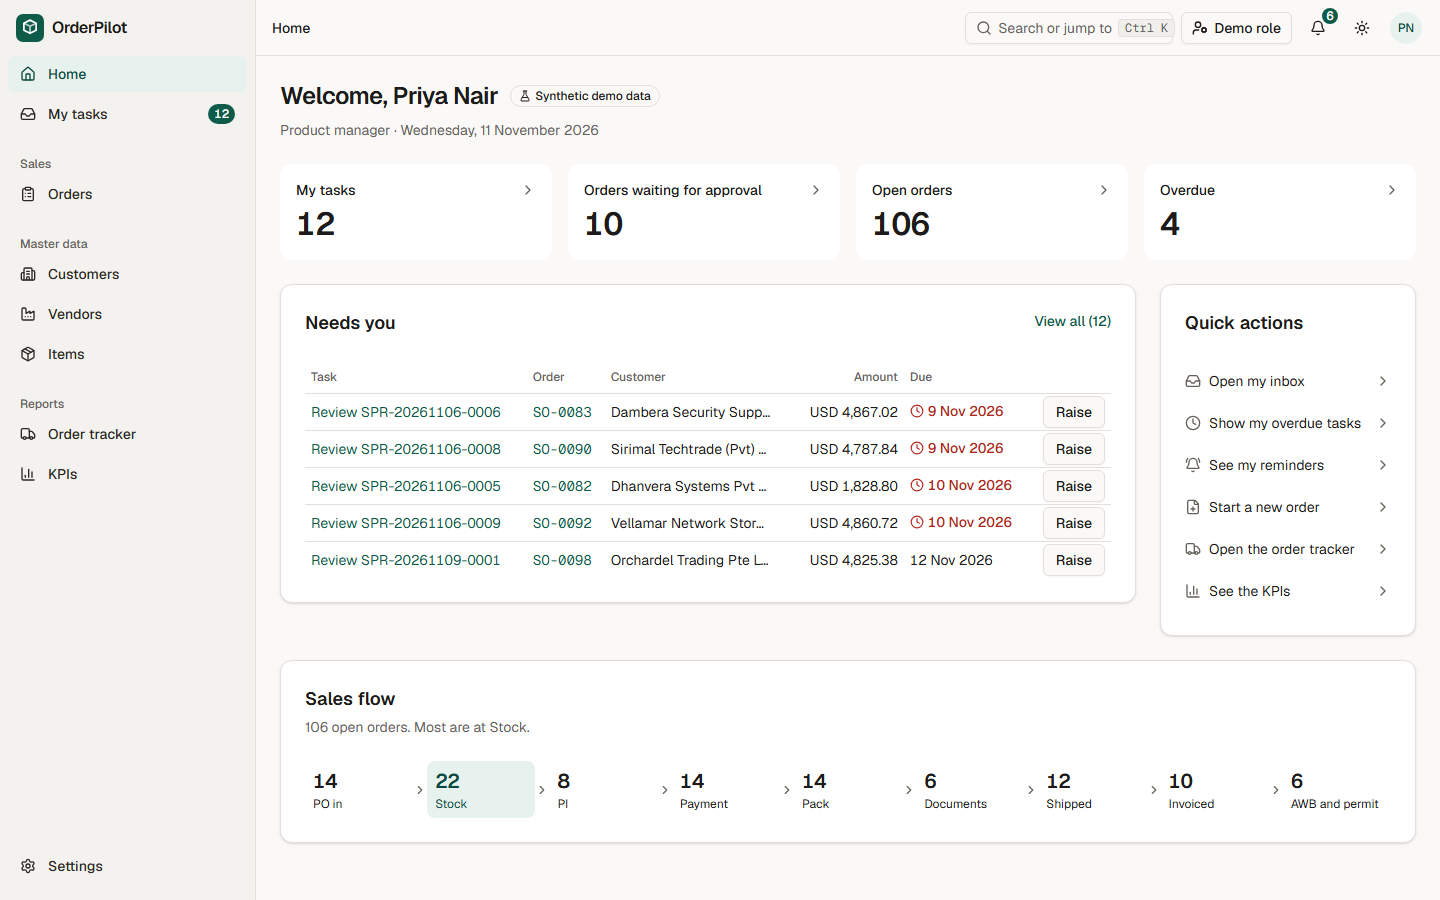 OrderPilot
Home
My tasks
12
Sales
Orders
Master data
Customers
Vendors
Items
Reports
Order tracker
KPIs
Settings
Home
Search or jump to Ctrl K
Demo role
6
PN
Welcome, Priya Nair
Synthetic demo data
Product manager · Wednesday, 11 November 2026
My tasks
12
Orders waiting for approval
10
Open orders
106
Overdue
4
Needs you
View all (12)
Task Order Customer Amount Due
Review SPR-20261106-0006 SO-0083 Dambera Security Supp... USD 4,867.02 9 Nov 2026 Raise
Review SPR-20261106-0008 SO-0090 Sirimal Techtrade (Pvt) ... USD 4,787.84 9 Nov 2026 Raise
Review SPR-20261106-0005 SO-0082 Dhanvera Systems Pvt ... USD 1,828.80 10 Nov 2026 Raise
Review SPR-20261106-0009 SO-0092 Vellamar Network Stor... USD 4,860.72 10 Nov 2026 Raise
Review SPR-20261109-0001 SO-0098 Orchardel Trading Pte L... USD 4,825.38 12 Nov 2026 Raise
Quick actions
Open my inbox
Show my overdue tasks
See my reminders
Start a new order
Open the order tracker
See the KPIs
Sales flow
106 open orders. Most are at Stock.
14 22 8 14 14 6 12 10 6
PO in Stock PI Payment Pack Documents Shipped Invoiced AWB and permit